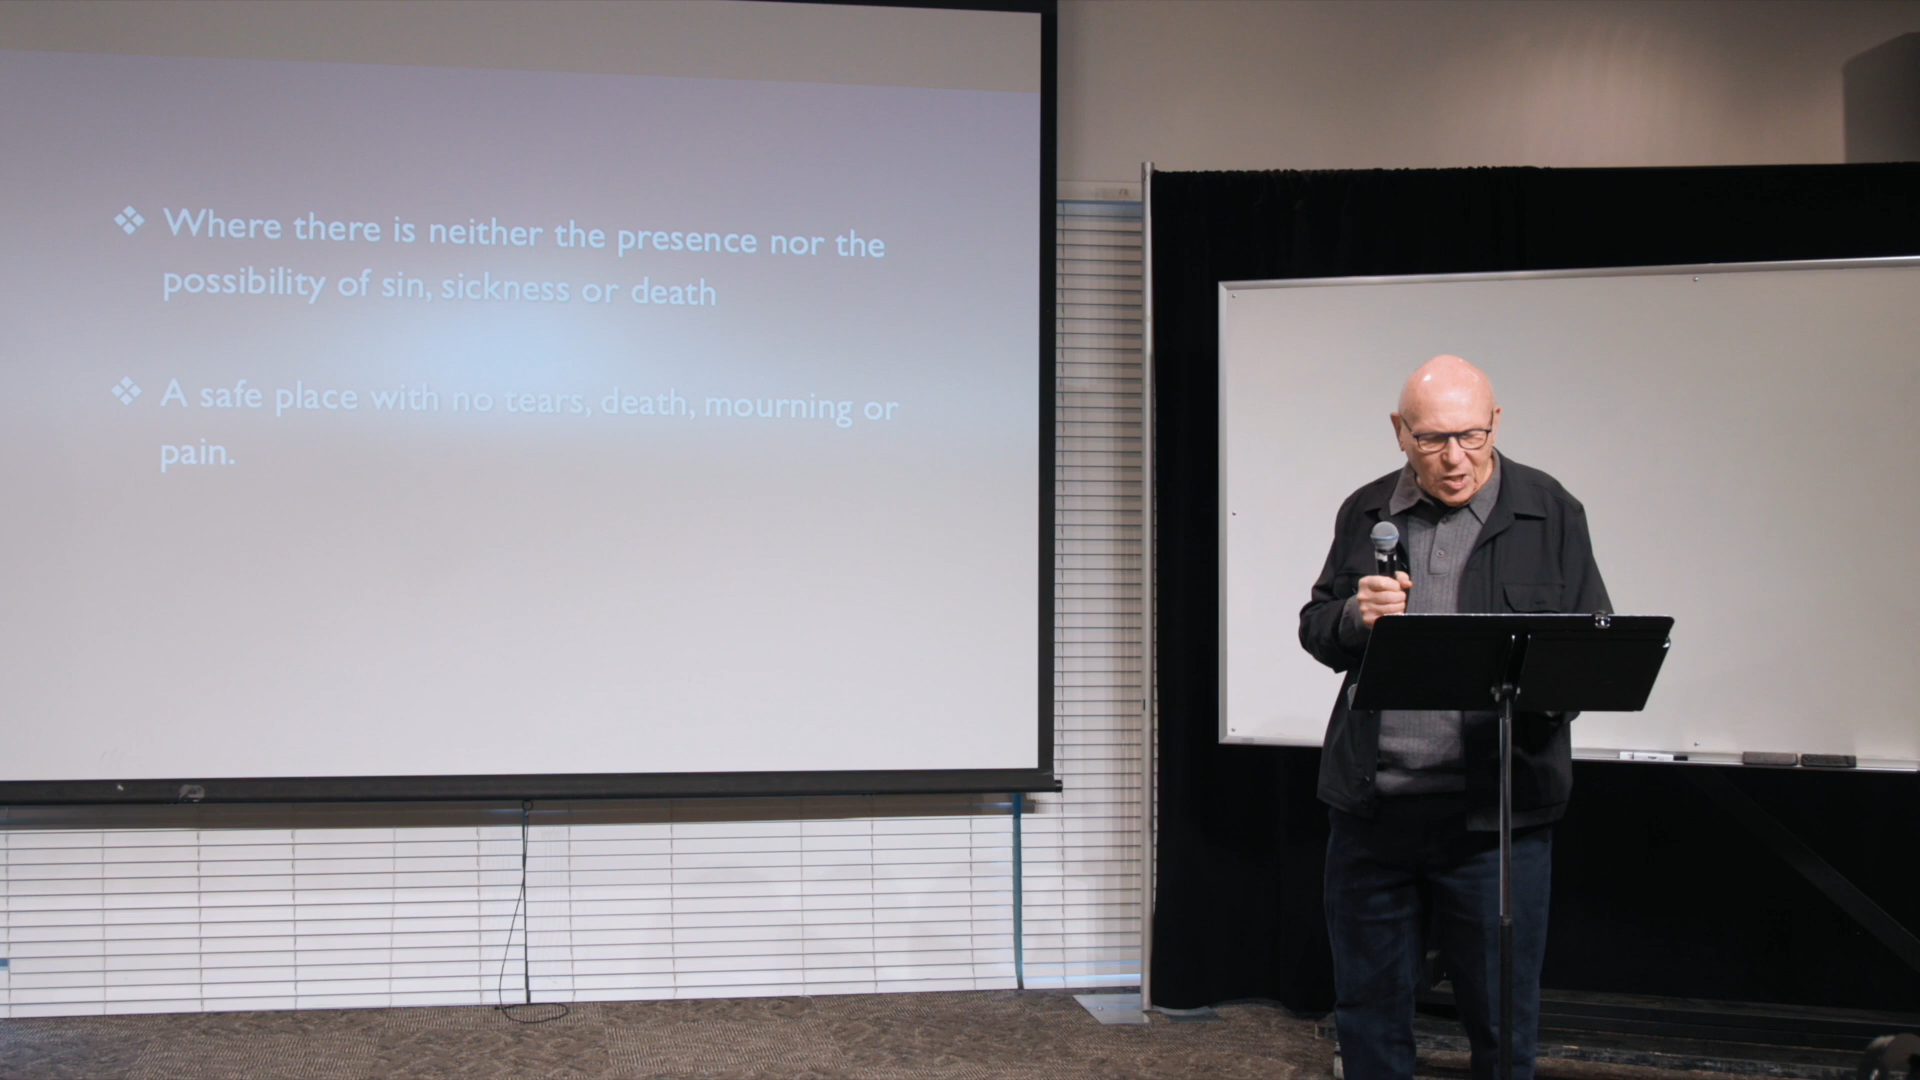 ❖ Where there is neither the presence nor the
possibility of sin, sickness or death
❖ A safe place with no tears, death, mourning or
pain.